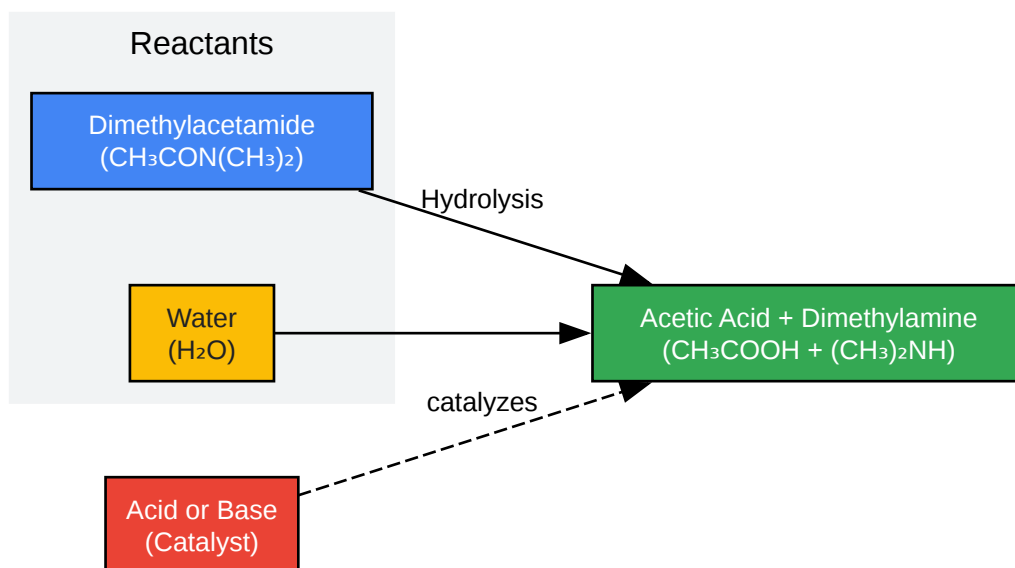 Reactants
Dimethylacetamide
(CH₃CON(CH₃)₂)
Hydrolysis
Water
(H₂O)
Acetic Acid + Dimethylamine
(CH₃COOH + (CH₃)₂NH)
catalyzes
Acid or Base
(Catalyst)